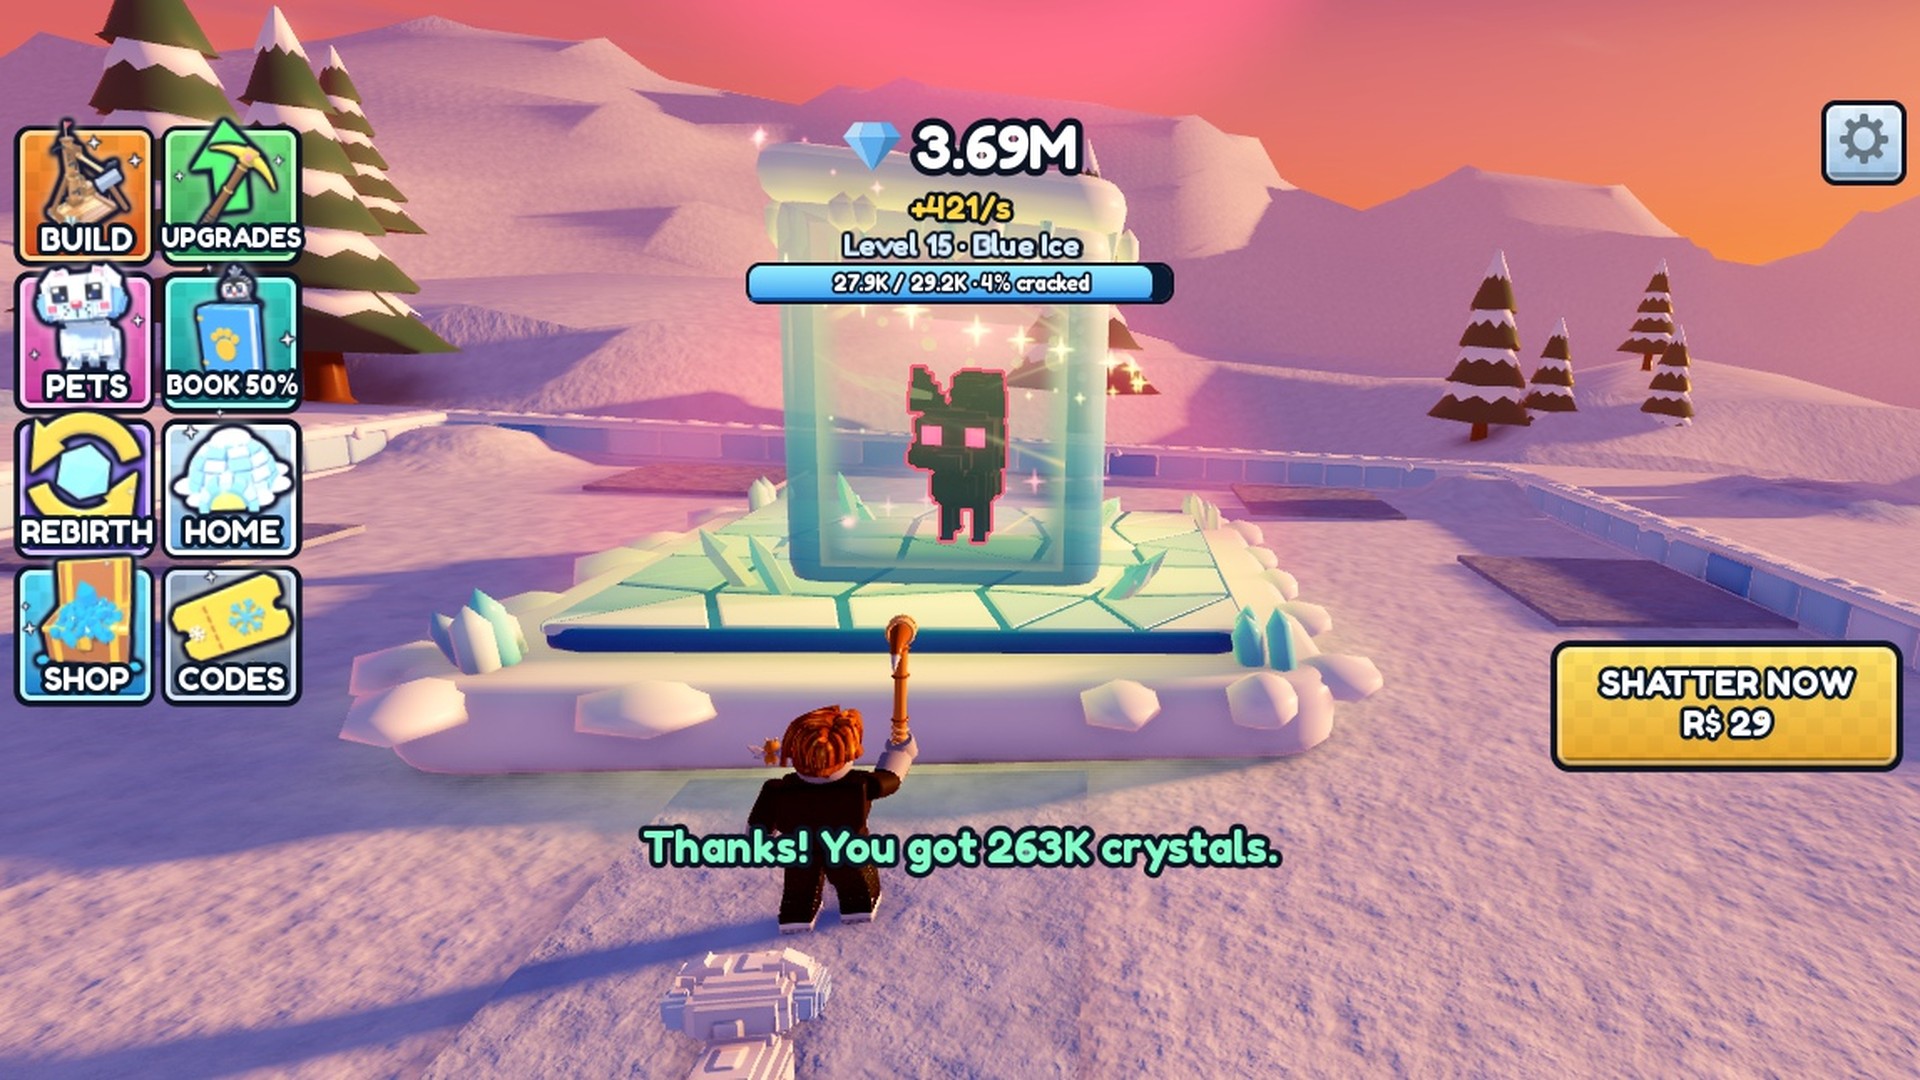 3.69M
+421/s
Level 15 · Blue Ice
27.9K / 29.2K · 4% cracked
BUILD
UPGRADES
PETS
BOOK 50%
REBIRTH
HOME
SHOP
CODES
SHATTER NOW
R$ 29
Thanks! You got 263K crystals.